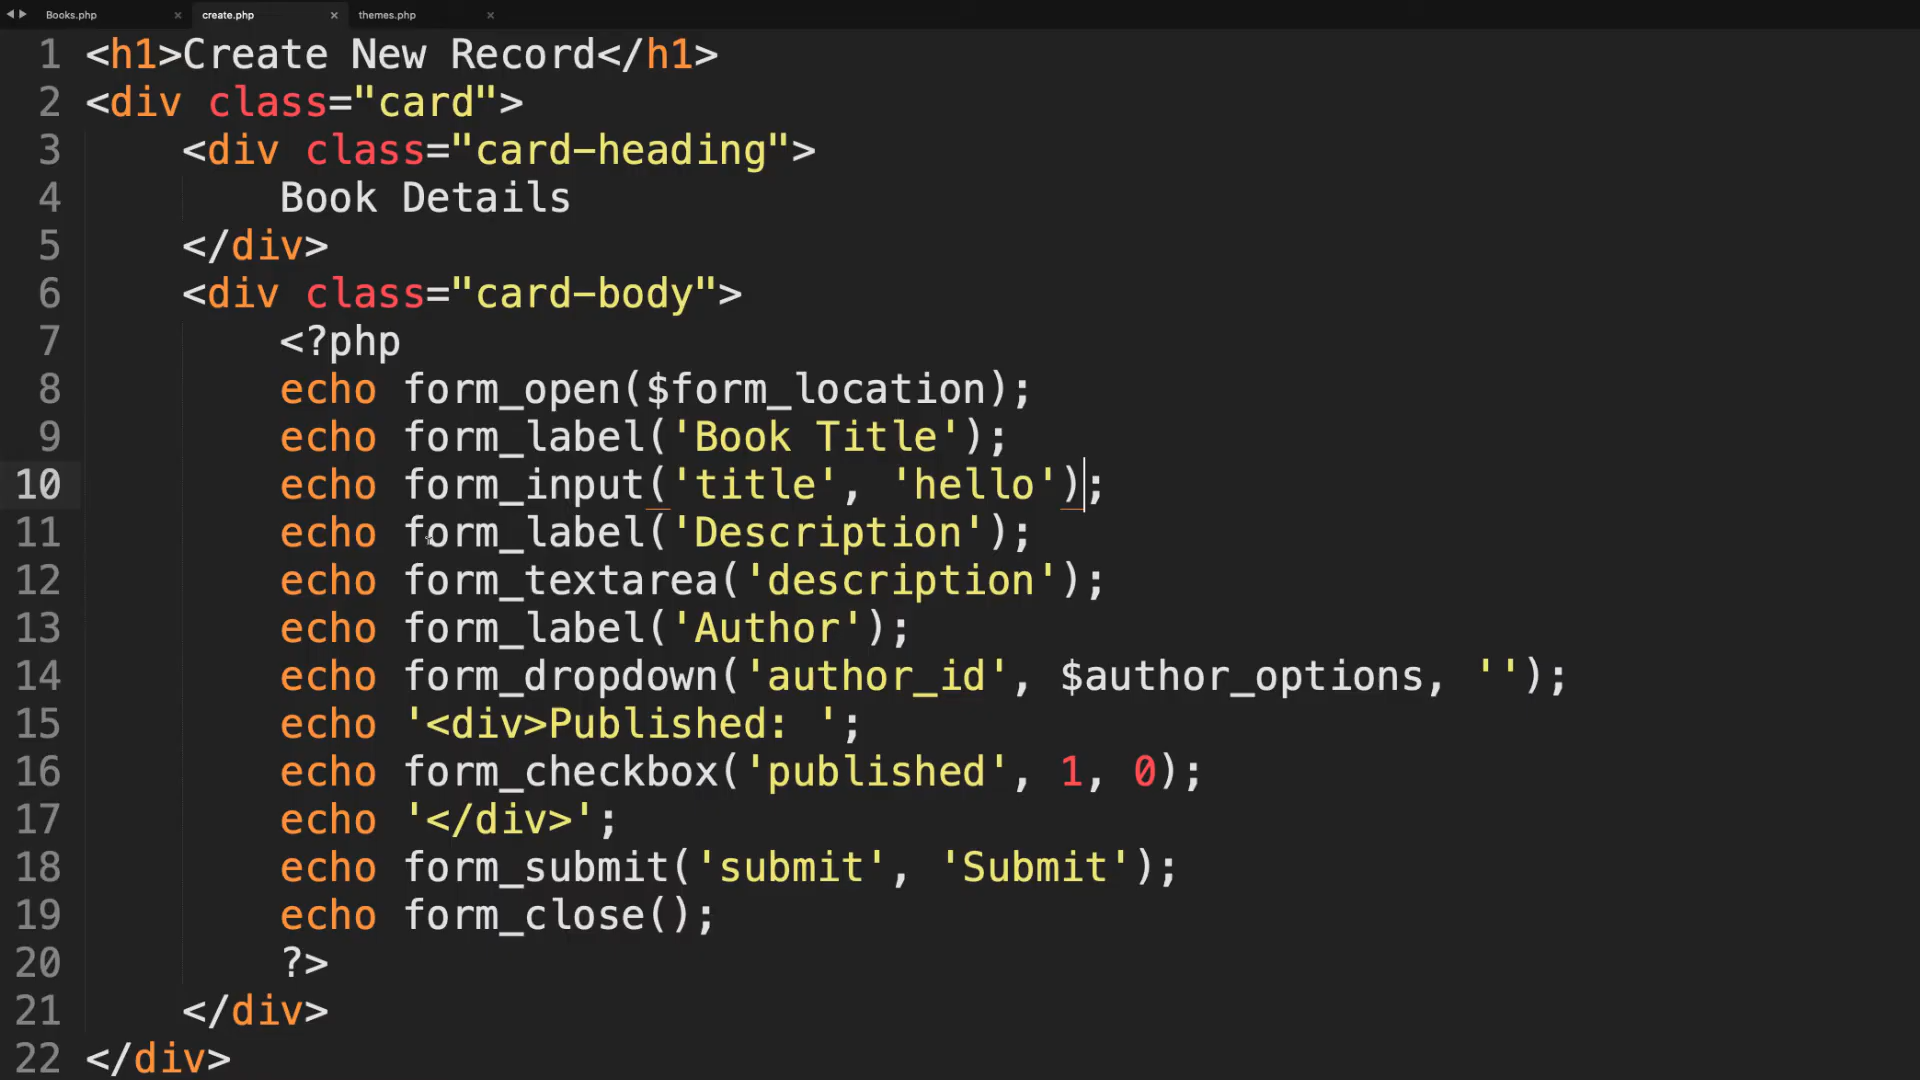 Books.php × create.php × themes.php ×
1 <h1>Create New Record</h1>
2 <div class="card">
3 <div class="card-heading">
4 Book Details
5 </div>
6 <div class="card-body">
7 <?php
8 echo form_open($form_location);
9 echo form_label('Book Title');
10 echo form_input('title', 'hello');
11 echo form_label('Description');
12 echo form_textarea('description');
13 echo form_label('Author');
14 echo form_dropdown('author_id', $author_options, '');
15 echo '<div>Published: ';
16 echo form_checkbox('published', 1, 0);
17 echo '</div>';
18 echo form_submit('submit', 'Submit');
19 echo form_close();
20 ?>
21 </div>
22 </div>